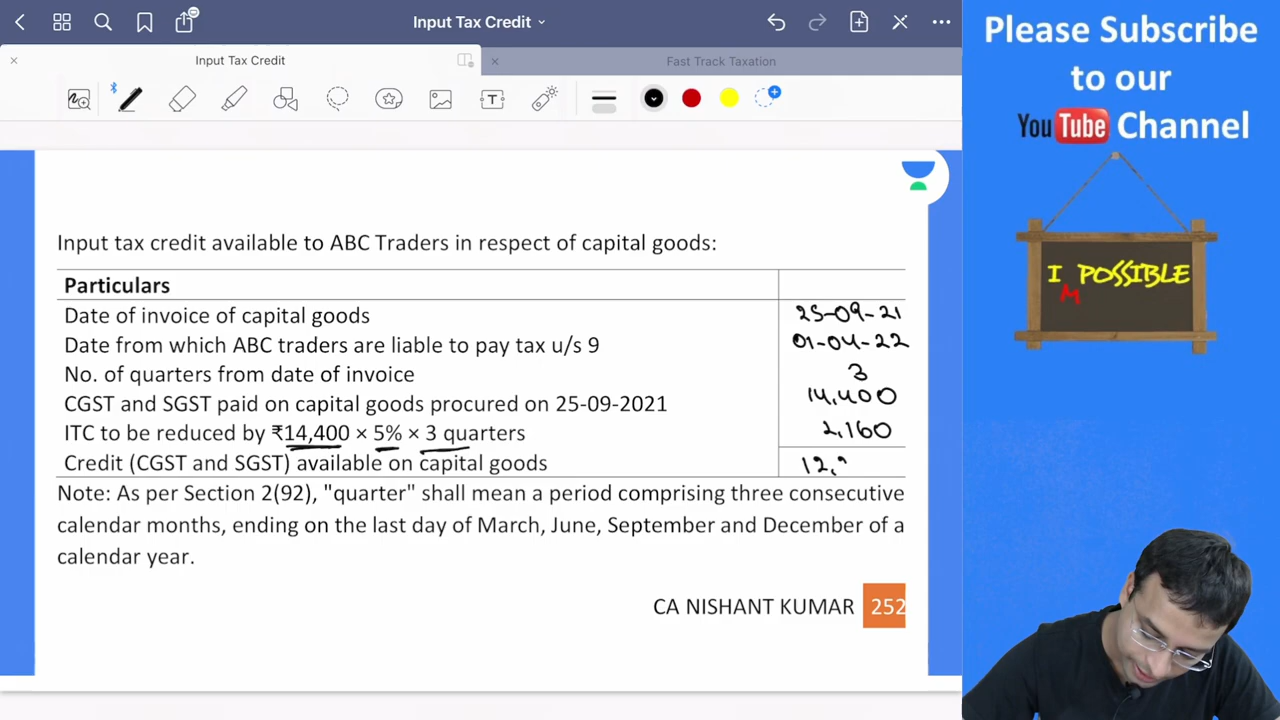 Input Tax Credit
Please Subscribe
to our
YouTube Channel
Input Tax Credit
Fast Track Taxation
I POSSIBLE
M
Input tax credit available to ABC Traders in respect of capital goods:
Particulars
Date of invoice of capital goods 25-09-21
Date from which ABC traders are liable to pay tax u/s 9 01-04-22
No. of quarters from date of invoice 3
CGST and SGST paid on capital goods procured on 25-09-2021 14,400
ITC to be reduced by ₹14,400 × 5% × 3 quarters 2,160
Credit (CGST and SGST) available on capital goods 12,
Note: As per Section 2(92), "quarter" shall mean a period comprising three consecutive
calendar months, ending on the last day of March, June, September and December of a
calendar year.
CA NISHANT KUMAR 252